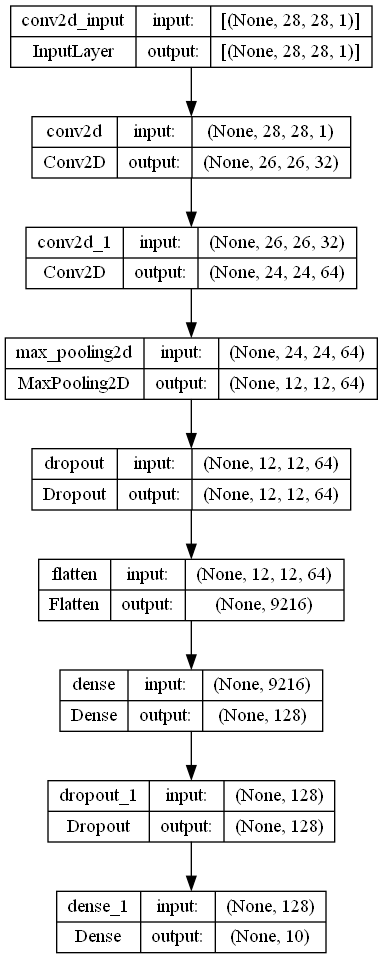 conv2d_input input: [(None, 28, 28, 1)]
InputLayer output: [(None, 28, 28, 1)]
conv2d input: (None, 28, 28, 1)
Conv2D output: (None, 26, 26, 32)
conv2d_1 input: (None, 26, 26, 32)
Conv2D output: (None, 24, 24, 64)
max_pooling2d input: (None, 24, 24, 64)
MaxPooling2D output: (None, 12, 12, 64)
dropout input: (None, 12, 12, 64)
Dropout output: (None, 12, 12, 64)
flatten input: (None, 12, 12, 64)
Flatten output: (None, 9216)
dense input: (None, 9216)
Dense output: (None, 128)
dropout_1 input: (None, 128)
Dropout output: (None, 128)
dense_1 input: (None, 128)
Dense output: (None, 10)